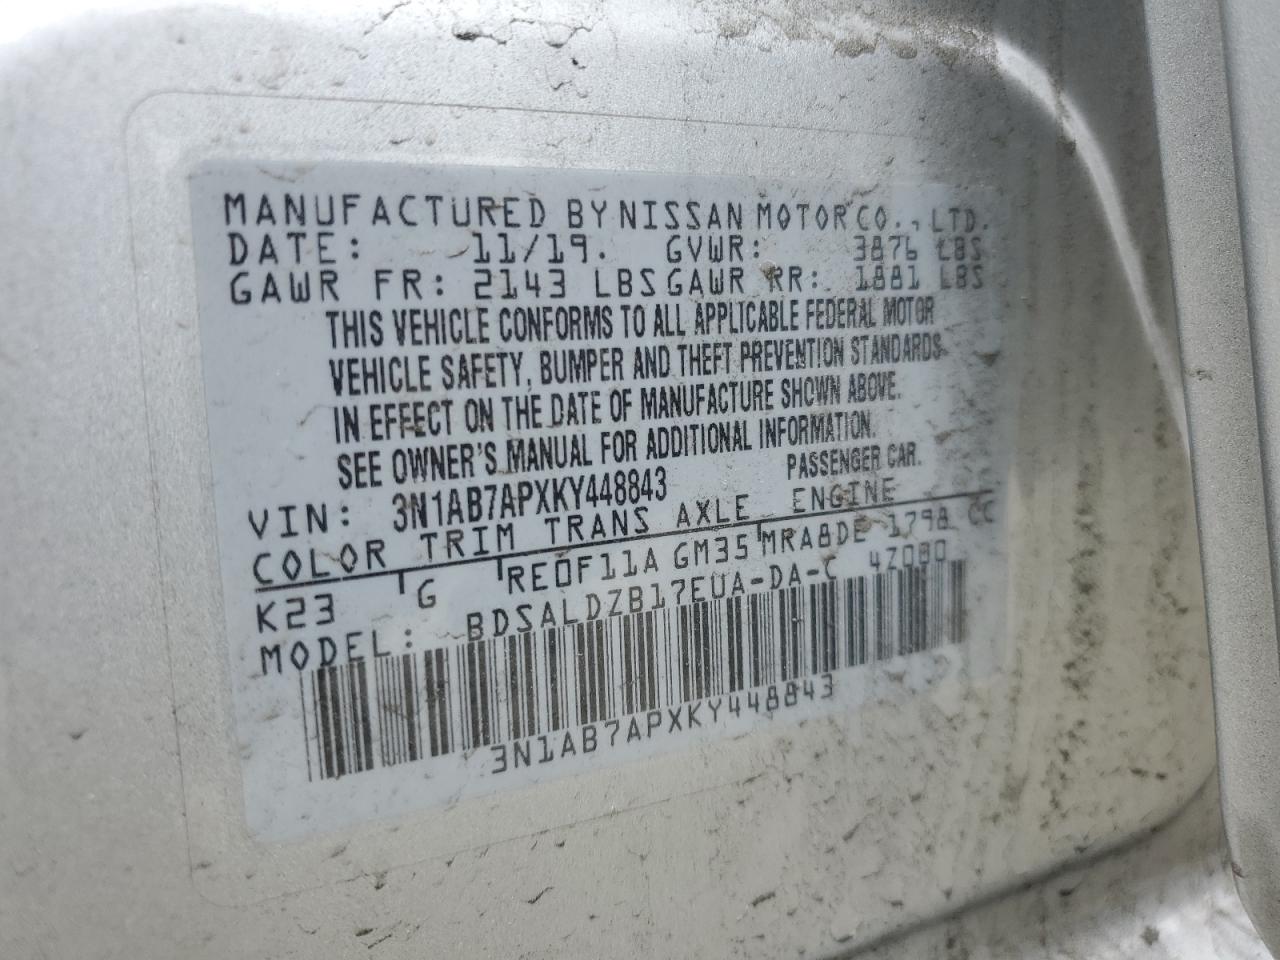 MANUFACTURED BY NISSAN MOTOR CO., LTD.
DATE: 11/19. GVWR: 3876 LBS
GAWR FR: 2143 LBS GAWR RR: 1881 LBS
THIS VEHICLE CONFORMS TO ALL APPLICABLE FEDERAL MOTOR
VEHICLE SAFETY, BUMPER AND THEFT PREVENTION STANDARDS
IN EFFECT ON THE DATE OF MANUFACTURE SHOWN ABOVE.
SEE OWNER'S MANUAL FOR ADDITIONAL INFORMATION.
VIN: 3N1AB7APXKY448843 PASSENGER CAR.
COLOR TRIM TRANS AXLE ENGINE
K23 G RE0F11A GM35 MRA8DE 1798 CC
MODEL: BDSALDZB17EUA-DA-C 4Z0B0
3N1AB7APXKY448843